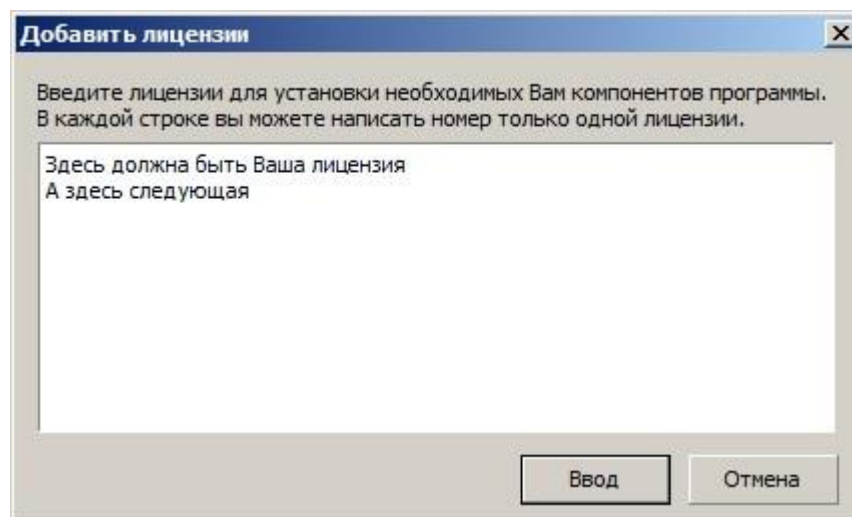 Добавить лицензии
Введите лицензии для установки необходимых Вам компонентов программы.
В каждой строке вы можете написать номер только одной лицензии.
Здесь должна быть Ваша лицензия
А здесь следующая
Ввод
Отмена